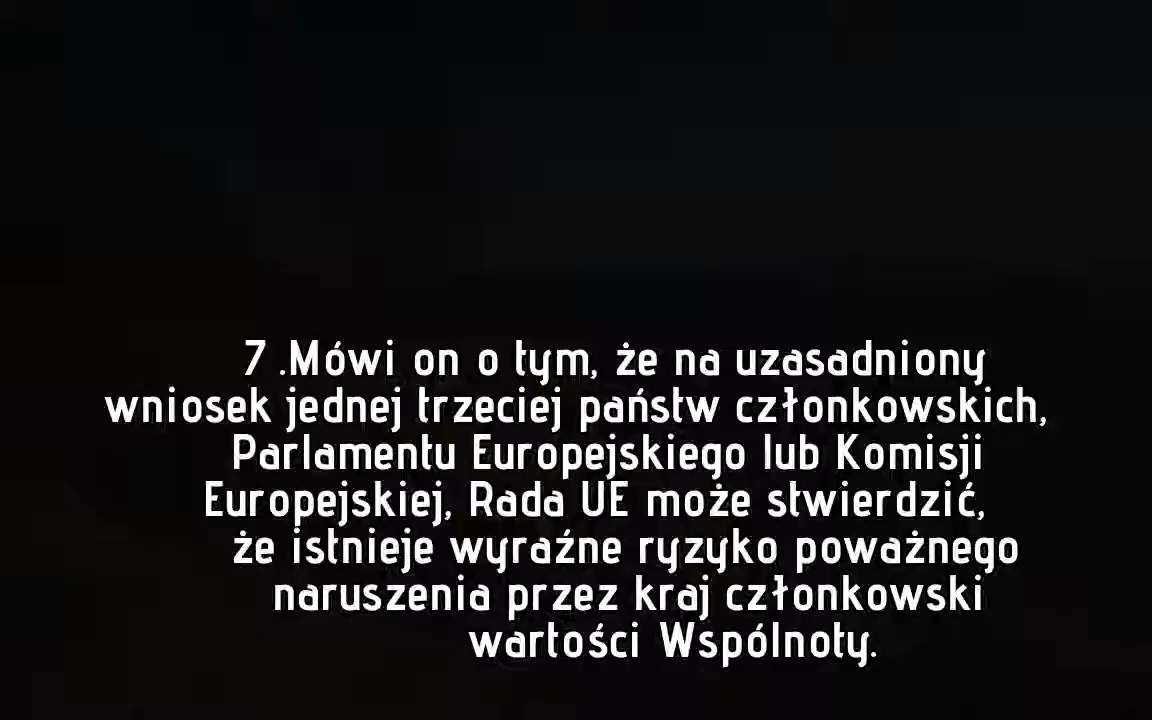 7 .Mówi on o tym, że na uzasadniony
wniosek jednej trzeciej państw członkowskich,
Parlamentu Europejskiego lub Komisji
Europejskiej, Rada UE może stwierdzić,
że istnieje wyraźne ryzyko poważnego
naruszenia przez kraj członkowski
wartości Wspólnoty.